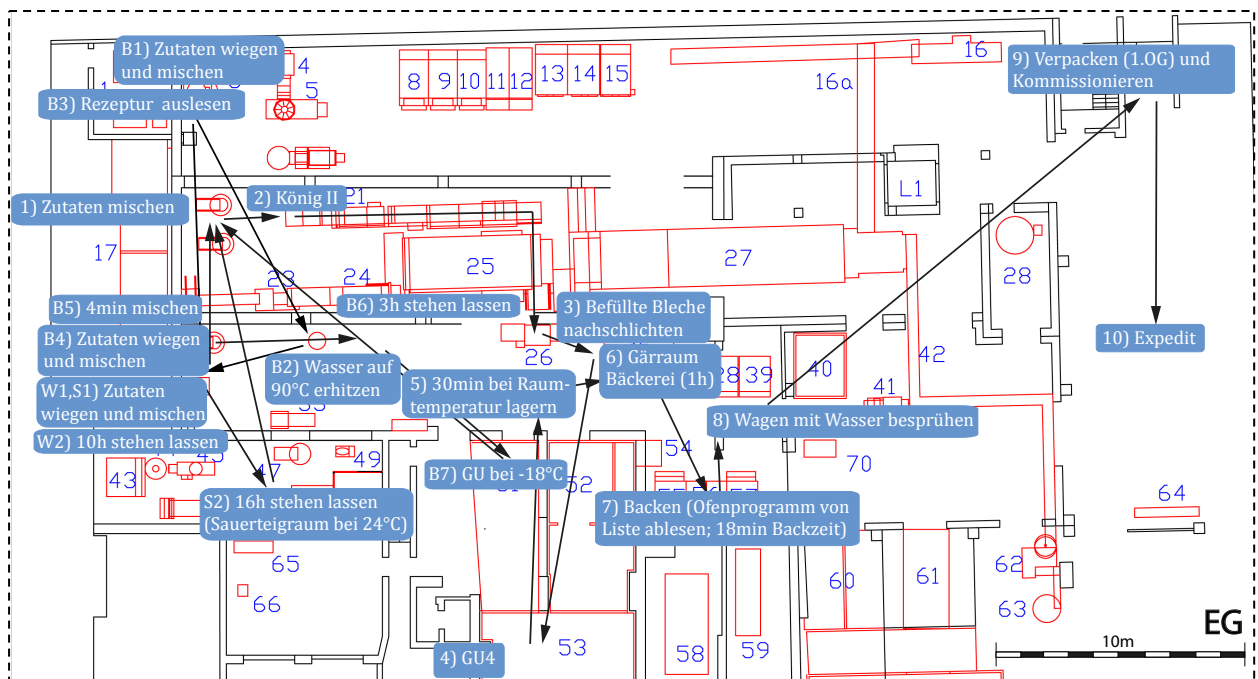 B1) Zutaten wiegen
und mischen
4
5
8
9
10
11
12
13
14
15
16a
16
9) Verpacken (1.OG) und
Kommissionieren
B3) Rezeptur auslesen
L1
1) Zutaten mischen
2) König II
21
17
23
24
25
27
28
B5) 4min mischen
B6) 3h stehen lassen
3) Befüllte Bleche
nachschlichten
10) Expedit
B4) Zutaten wiegen
und mischen
B2) Wasser auf
90°C erhitzen
26
6) Gärraum
Bäckerei (1h)
39
40
41
42
W1,S1) Zutaten
wiegen und mischen
5) 30min bei Raum-
temperatur lagern
8) Wagen mit Wasser besprühen
W2) 10h stehen lassen
43
47
49
B7) GU bei -18°C
52
54
70
S2) 16h stehen lassen
(Sauerteigraum bei 24°C)
7) Backen (Ofenprogramm von
Liste ablesen; 18min Backzeit)
64
65
66
60
61
62
63
EG
10m
4) GU4
53
58
59